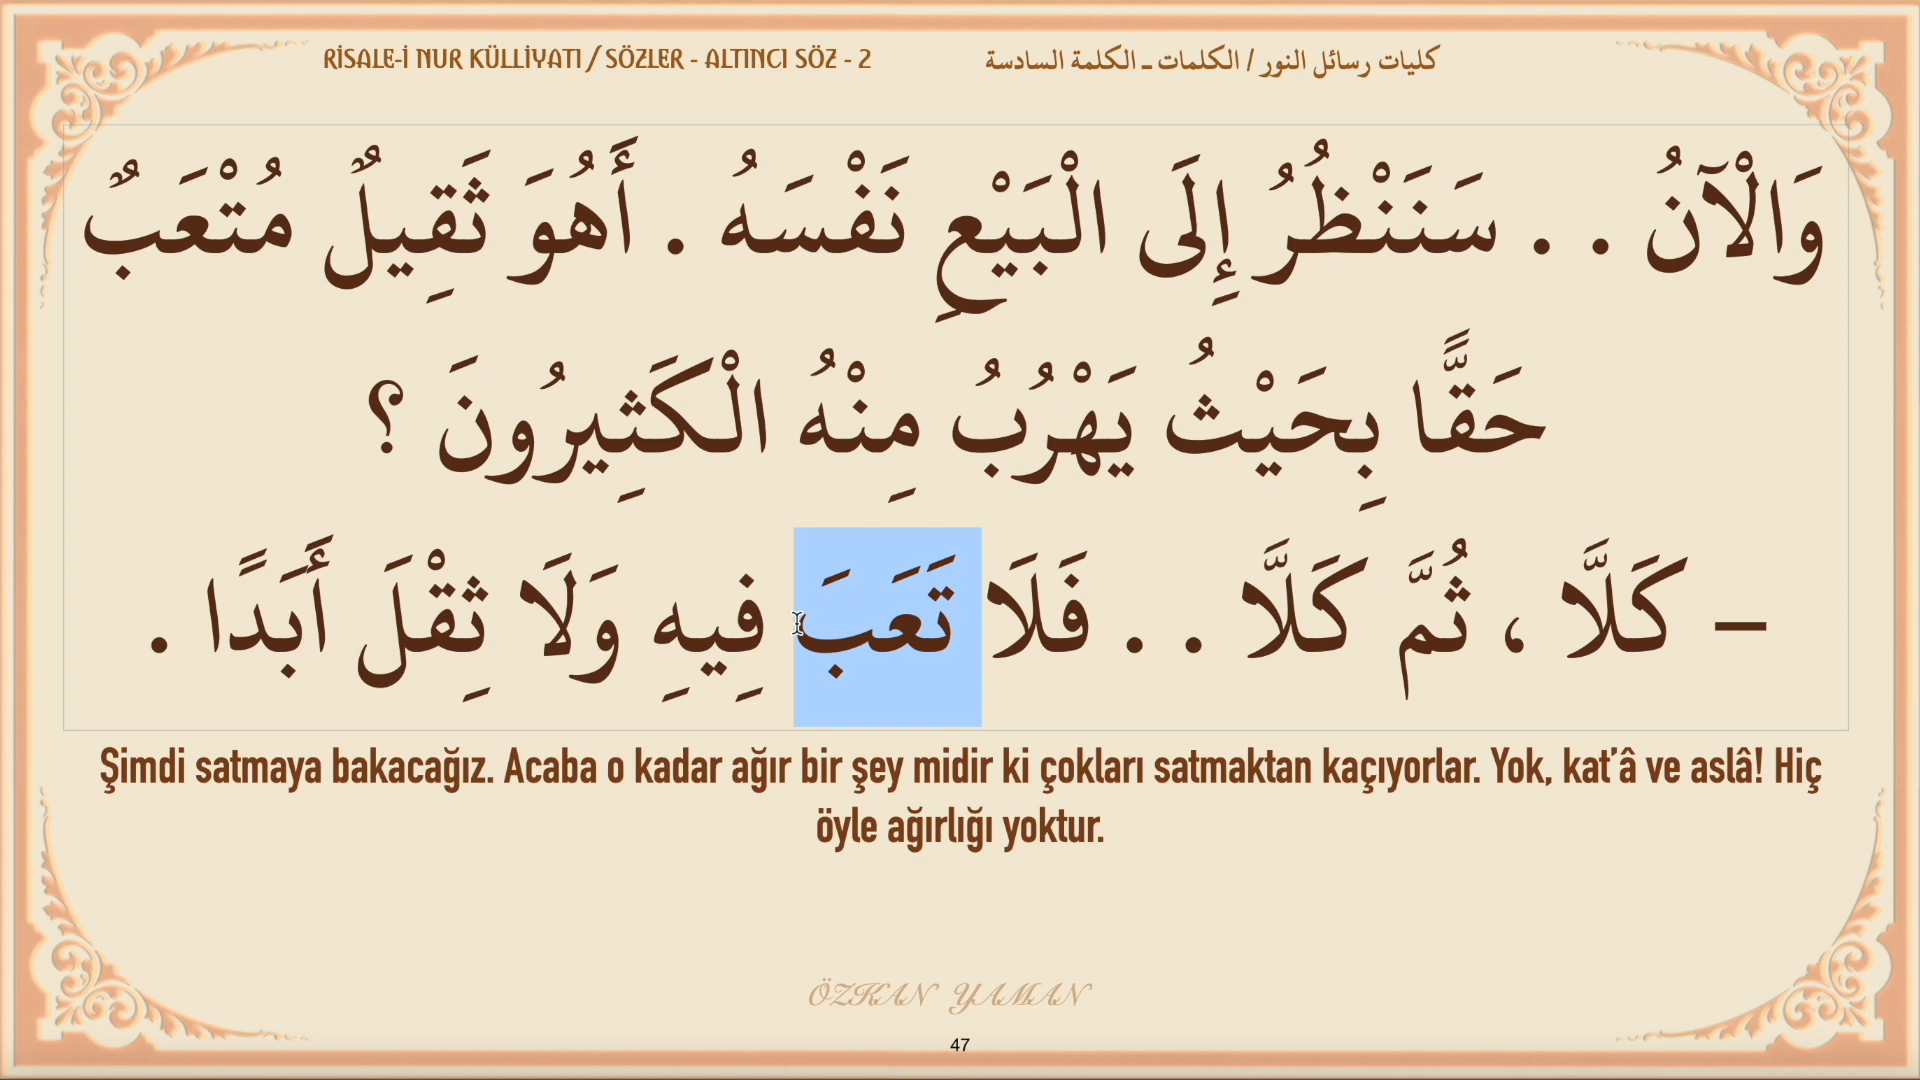 RİSALE-İ NUR KÜLLİYATI / SÖZLER - ALTINCI SÖZ - 2
كليات رسائل النور / الكلمات ـ الكلمة السادسة
وَالْآنُ . . سَنَنْظُرُ إِلَى الْبَيْعِ نَفْسَهُ . أَهُوَ ثَقِيلٌ مُتْعَبٌ
حَقًّا بِحَيْثُ يَهْرُبُ مِنْهُ الْكَثِيرُونَ ؟
– كَلَّا ، ثُمَّ كَلَّا . . فَلَا تَعَبَ فِيهِ وَلَا ثِقْلَ أَبَدًا .
Şimdi satmaya bakacağız. Acaba o kadar ağır bir şey midir ki çokları satmaktan kaçıyorlar. Yok, kat’â ve aslâ! Hiç
öyle ağırlığı yoktur.
ÖZKAN YAMAN
47